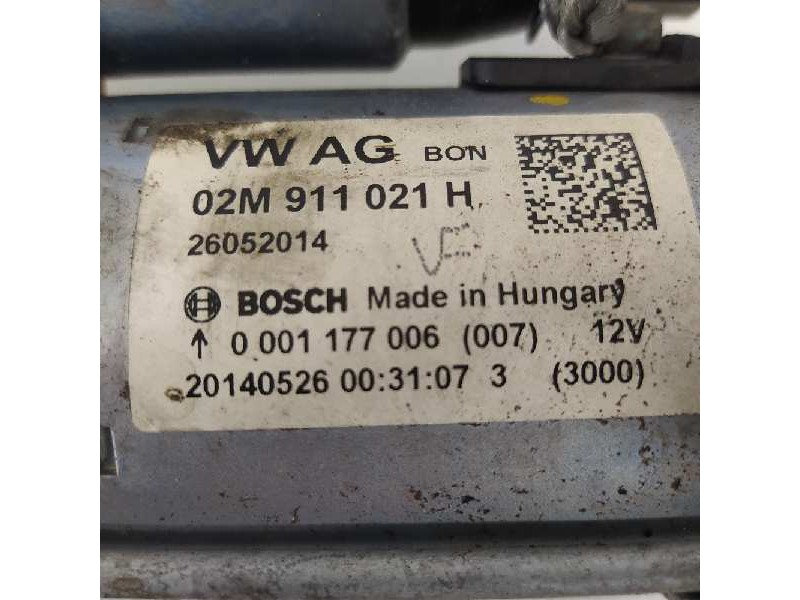 VW AG BON
02M 911 021 H
26052014
BOSCH Made in Hungary
↑ 0 001 177 006 (007) 12V
20140526 00:31:07 3 (3000)